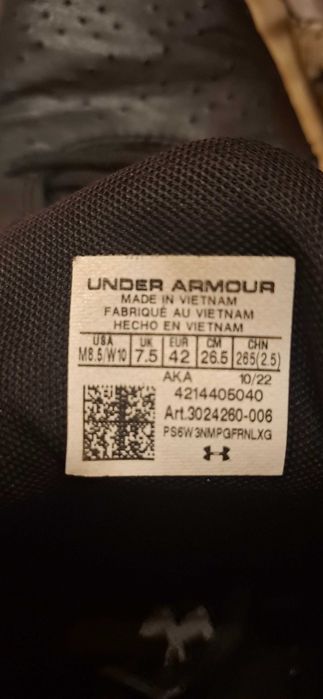 UNDER ARMOUR
MADE IN VIETNAM
FABRIQUÉ AU VIETNAM
HECHO EN VIETNAM
USA UK EUR CM CHN
M8.5/W10 7.5 42 26.5 265(2.5)
AKA 10/22
4214405040
Art.3024260-006
PS6W3NMPGFRNLXG